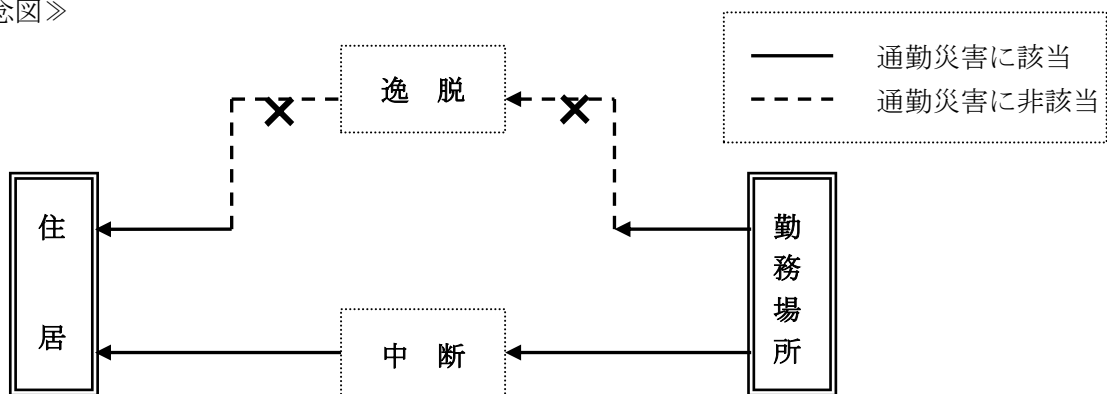 念図≫
逸 脱
通勤災害に該当
通勤災害に非該当
住居
勤務場所
中 断